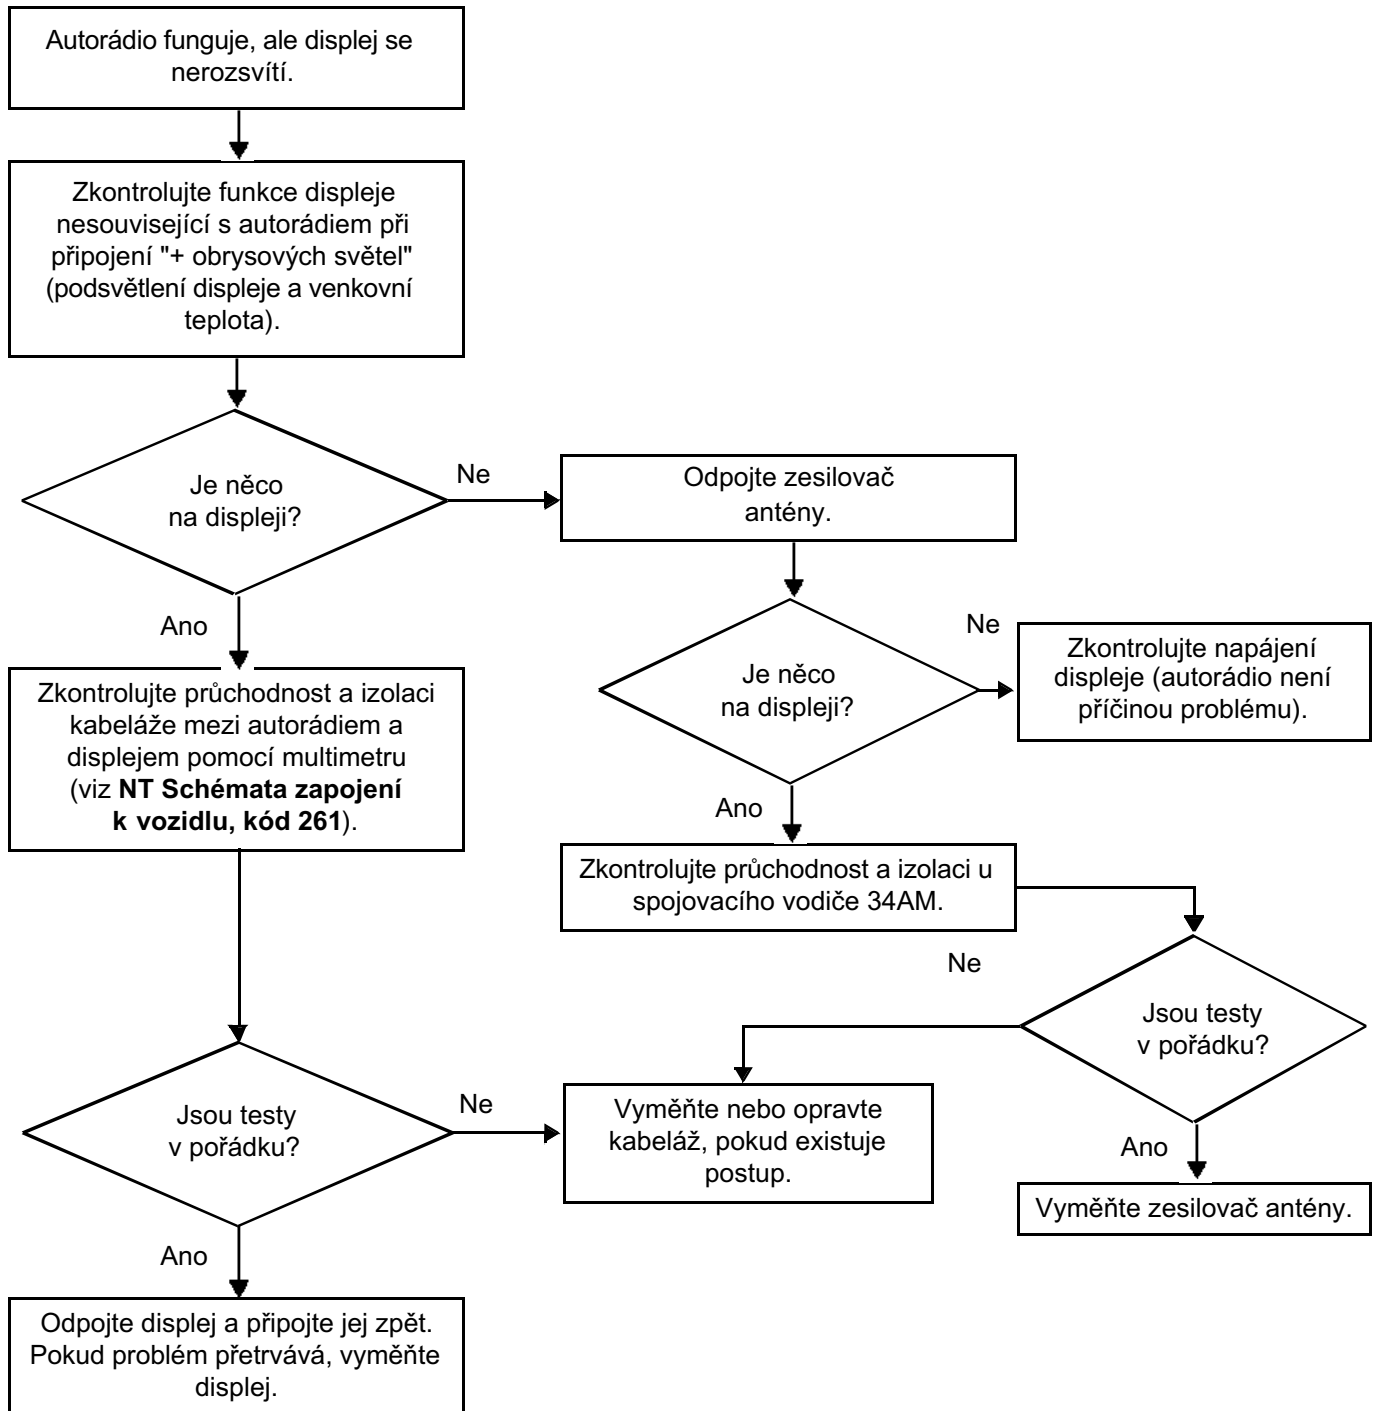 Autorádio funguje, ale displej se
nerozsvítí.
Zkontrolujte funkce displeje
nesouvisející s autorádiem při
připojení "+ obrysových světel"
(podsvětlení displeje a venkovní
teplota).
Je něco
na displeji?
Ne
Odpojte zesilovač
antény.
Ano
Je něco
na displeji?
Ne
Zkontrolujte napájení
displeje (autorádio není
příčinou problému).
Zkontrolujte průchodnost a izolaci
kabeláže mezi autorádiem a
displejem pomocí multimetru
(viz NT Schémata zapojení
k vozidlu, kód 261).
Ano
Zkontrolujte průchodnost a izolaci u
spojovacího vodiče 34AM.
Ne
Jsou testy
v pořádku?
Jsou testy
v pořádku?
Ne
Vyměňte nebo opravte
kabeláž, pokud existuje
postup.
Ano
Vyměňte zesilovač antény.
Ano
Odpojte displej a připojte jej zpět.
Pokud problém přetrvává, vyměňte
displej.